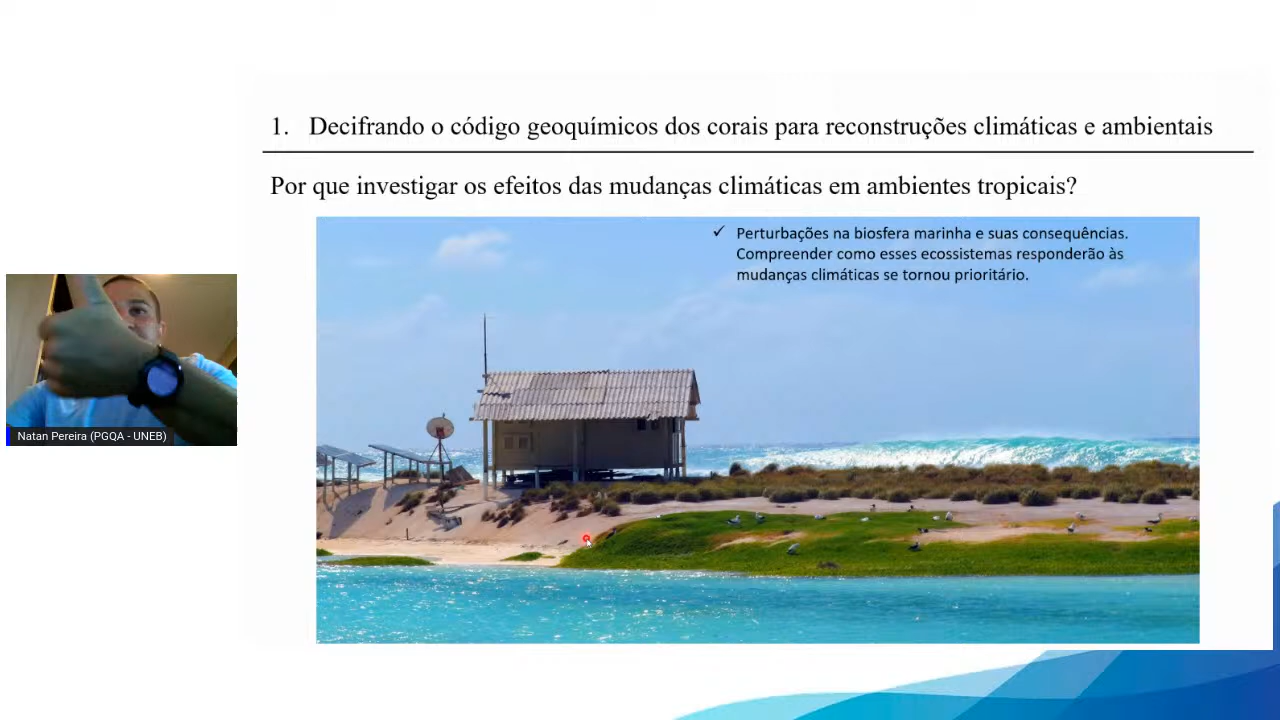 1. Decifrando o código geoquímicos dos corais para reconstruções climáticas e ambientais
Por que investigar os efeitos das mudanças climáticas em ambientes tropicais?
✓ Perturbações na biosfera marinha e suas consequências.
Compreender como esses ecossistemas responderão às
mudanças climáticas se tornou prioritário.
Natan Pereira (PGQA - UNEB)